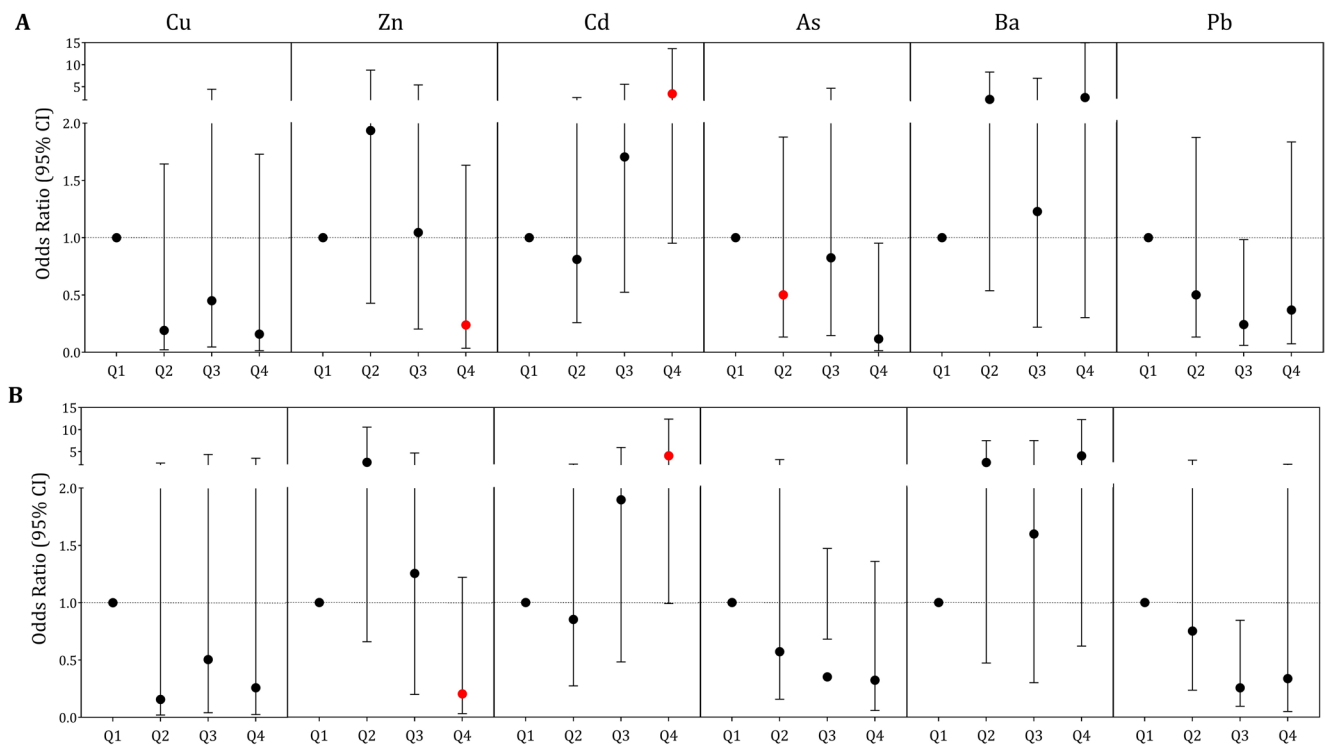 A
Cu Zn Cd As Ba Pb
15
10
5
2.0
1.5
1.0
0.5
0.0
Odds Ratio (95% CI)
Q1 Q2 Q3 Q4 Q1 Q2 Q3 Q4 Q1 Q2 Q3 Q4 Q1 Q2 Q3 Q4 Q1 Q2 Q3 Q4 Q1 Q2 Q3 Q4
B
15
10
5
2.0
1.5
1.0
0.5
0.0
Odds Ratio (95% CI)
Q1 Q2 Q3 Q4 Q1 Q2 Q3 Q4 Q1 Q2 Q3 Q4 Q1 Q2 Q3 Q4 Q1 Q2 Q3 Q4 Q1 Q2 Q3 Q4